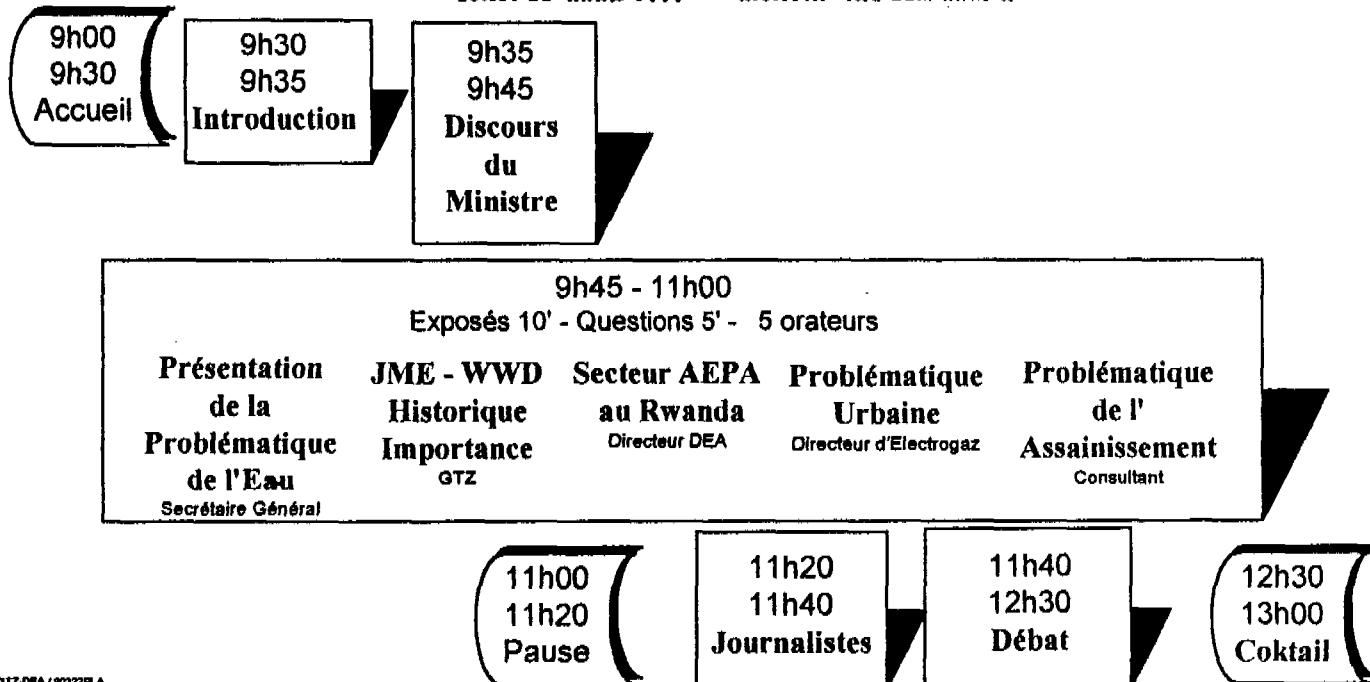 9h00
9h30
Accueil
9h30
9h35
Introduction
9h35
9h45
Discours
du
Ministre
9h45 - 11h00
Exposés 10' - Questions 5' - 5 orateurs
Présentation
de la
Problématique
de l'Eau
Secrétaire Général
JME - WWD
Historique
Importance
GTZ
Secteur AEPA
au Rwanda
Directeur DEA
Problématique
Urbaine
Directeur d'Electrogaz
Problématique
de l'
Assainissement
Consultant
11h00
11h20
Pause
11h20
11h40
Journalistes
11h40
12h30
Débat
12h30
13h00
Coktail